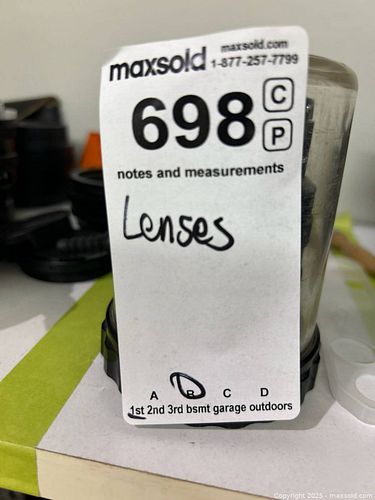 maxsold maxsold.com
1-877-257-7799
698 C
P
notes and measurements
Lenses
A B C D
1st 2nd 3rd bsmt garage outdoors
Copyright 2025 - maxsold.com